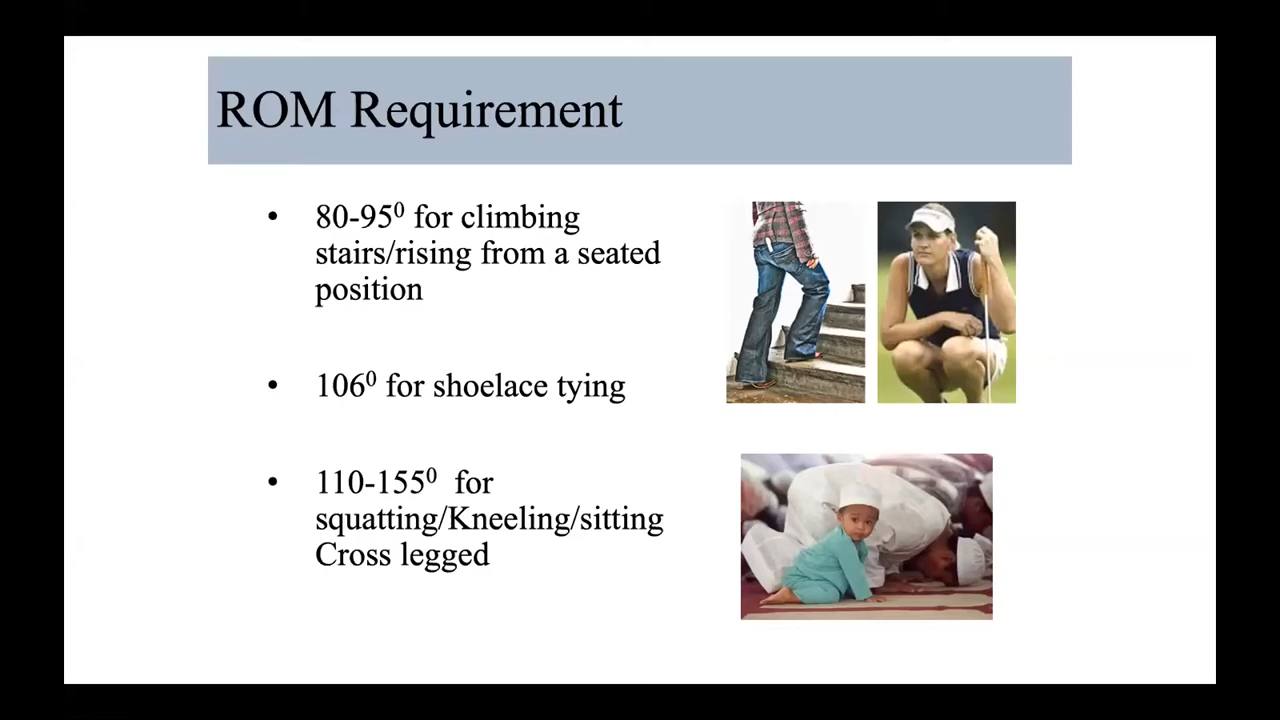 ROM Requirement
• 80-95⁰ for climbing
stairs/rising from a seated
position
• 106⁰ for shoelace tying
• 110-155⁰  for
squatting/Kneeling/sitting
Cross legged